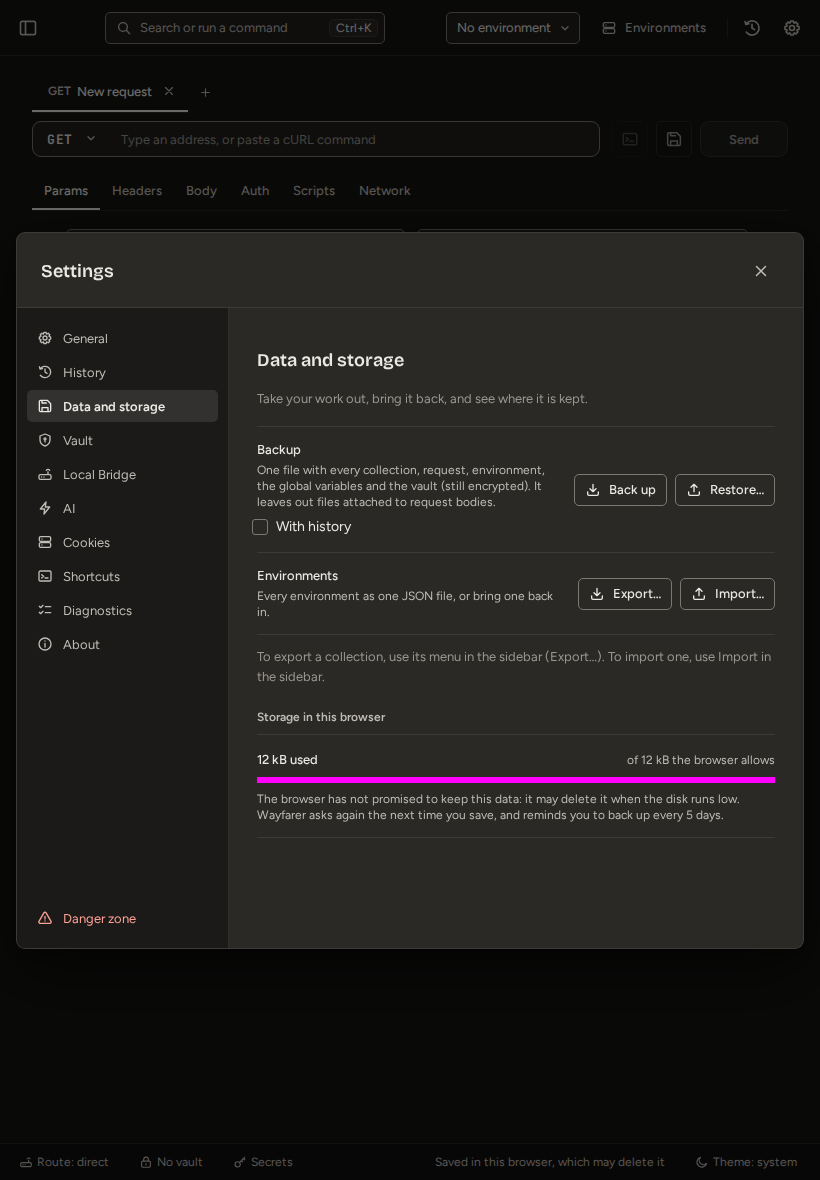 Search or run a command Ctrl+K No environment Environments
GET New request
GET Type an address, or paste a cURL command Send
Params Headers Body Auth Scripts Network
Settings
General
History
Data and storage
Vault
Local Bridge
AI
Cookies
Shortcuts
Diagnostics
About
Danger zone
Data and storage
Take your work out, bring it back, and see where it is kept.
Backup
One file with every collection, request, environment,
the global variables and the vault (still encrypted). It
leaves out files attached to request bodies.
Back up Restore...
With history
Environments
Every environment as one JSON file, or bring one back
in.
Export... Import...
To export a collection, use its menu in the sidebar (Export...). To import one, use Import in
the sidebar.
Storage in this browser
12 kB used of 12 kB the browser allows
The browser has not promised to keep this data: it may delete it when the disk runs low.
Wayfarer asks again the next time you save, and reminds you to back up every 5 days.
Route: direct No vault Secrets Saved in this browser, which may delete it Theme: system